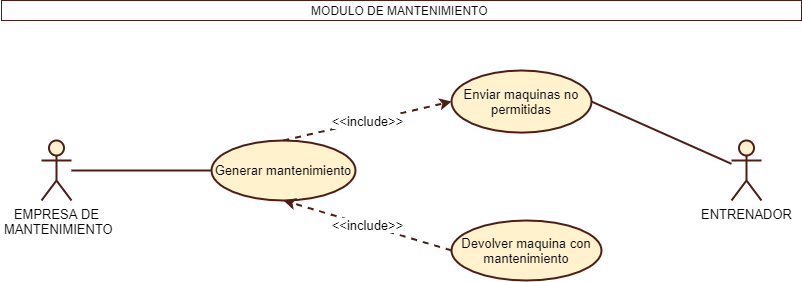 MODULO DE MANTENIMIENTO
Enviar maquinas no
permitidas
<<include>>
Generar mantenimiento
EMPRESA DE
MANTENIMIENTO
ENTRENADOR
<<include>>
Devolver maquina con
mantenimiento